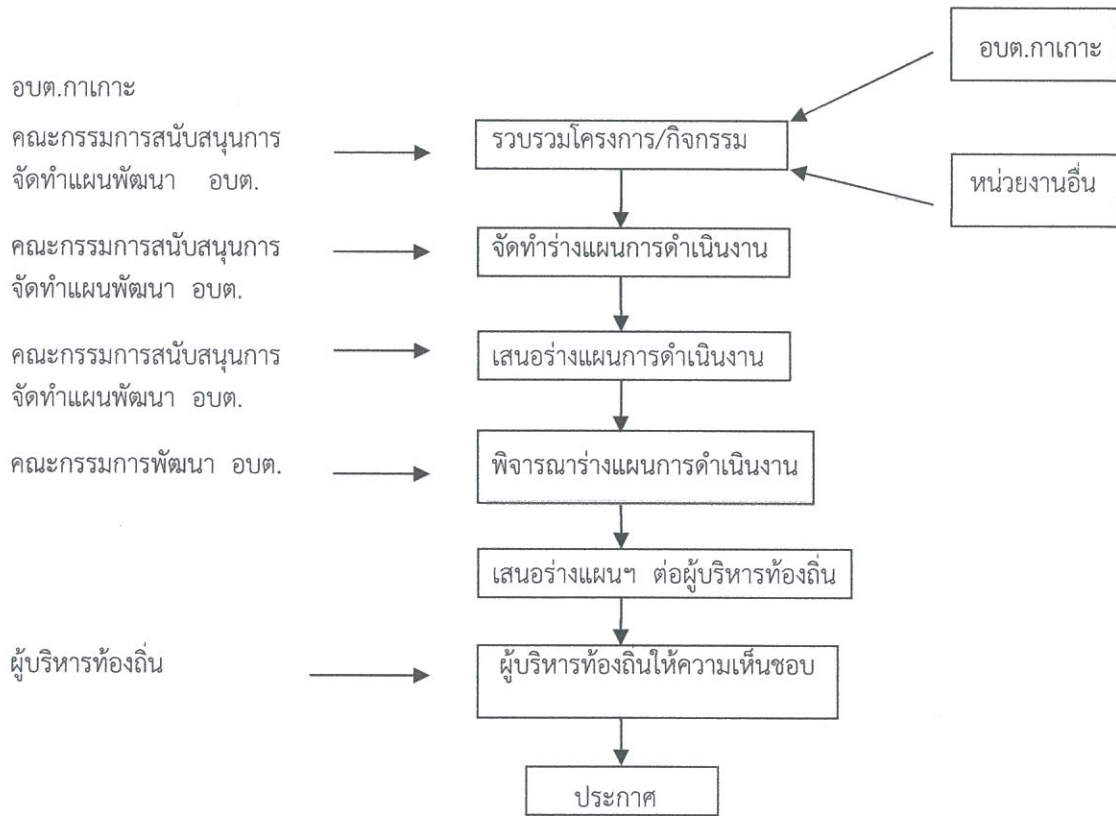 อบต.กาเกาะ
อบต.กาเกาะ
คณะกรรมการสนับสนุนการ
จัดทำแผนพัฒนา อบต.
รวบรวมโครงการ/กิจกรรม
หน่วยงานอื่น
คณะกรรมการสนับสนุนการ
จัดทำแผนพัฒนา อบต.
จัดทำร่างแผนการดำเนินงาน
คณะกรรมการสนับสนุนการ
จัดทำแผนพัฒนา อบต.
เสนอร่างแผนการดำเนินงาน
คณะกรรมการพัฒนา อบต.
พิจารณาร่างแผนการดำเนินงาน
เสนอร่างแผนฯ ต่อผู้บริหารท้องถิ่น
ผู้บริหารท้องถิ่น
ผู้บริหารท้องถิ่นให้ความเห็นชอบ
ประกาศ